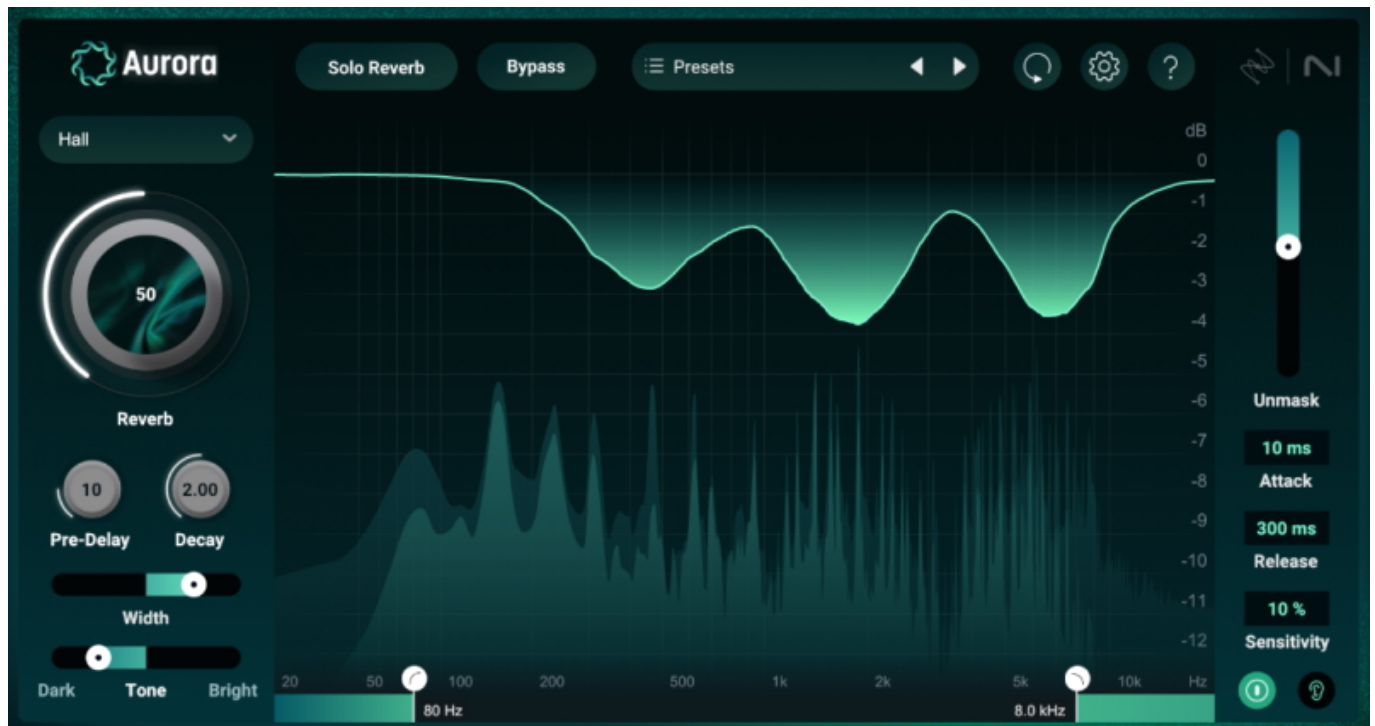 Aurora
Solo Reverb
Bypass
Presets
?
Hall
50
Reverb
10
2.00
Pre-Delay
Decay
Width
Dark
Tone
Bright
dB
0
-1
-2
-3
-4
-5
-6
-7
-8
-9
-10
-11
-12
20 50 100 200 500 1k 2k 5k 10k Hz
80 Hz
8.0 kHz
Unmask
10 ms
Attack
300 ms
Release
10 %
Sensitivity